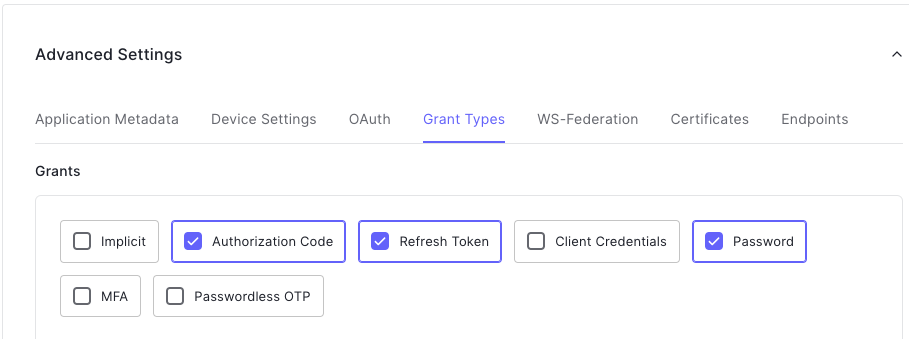 Advanced Settings
Application Metadata Device Settings OAuth Grant Types WS-Federation Certificates Endpoints
Grants
Implicit Authorization Code Refresh Token Client Credentials Password
MFA Passwordless OTP